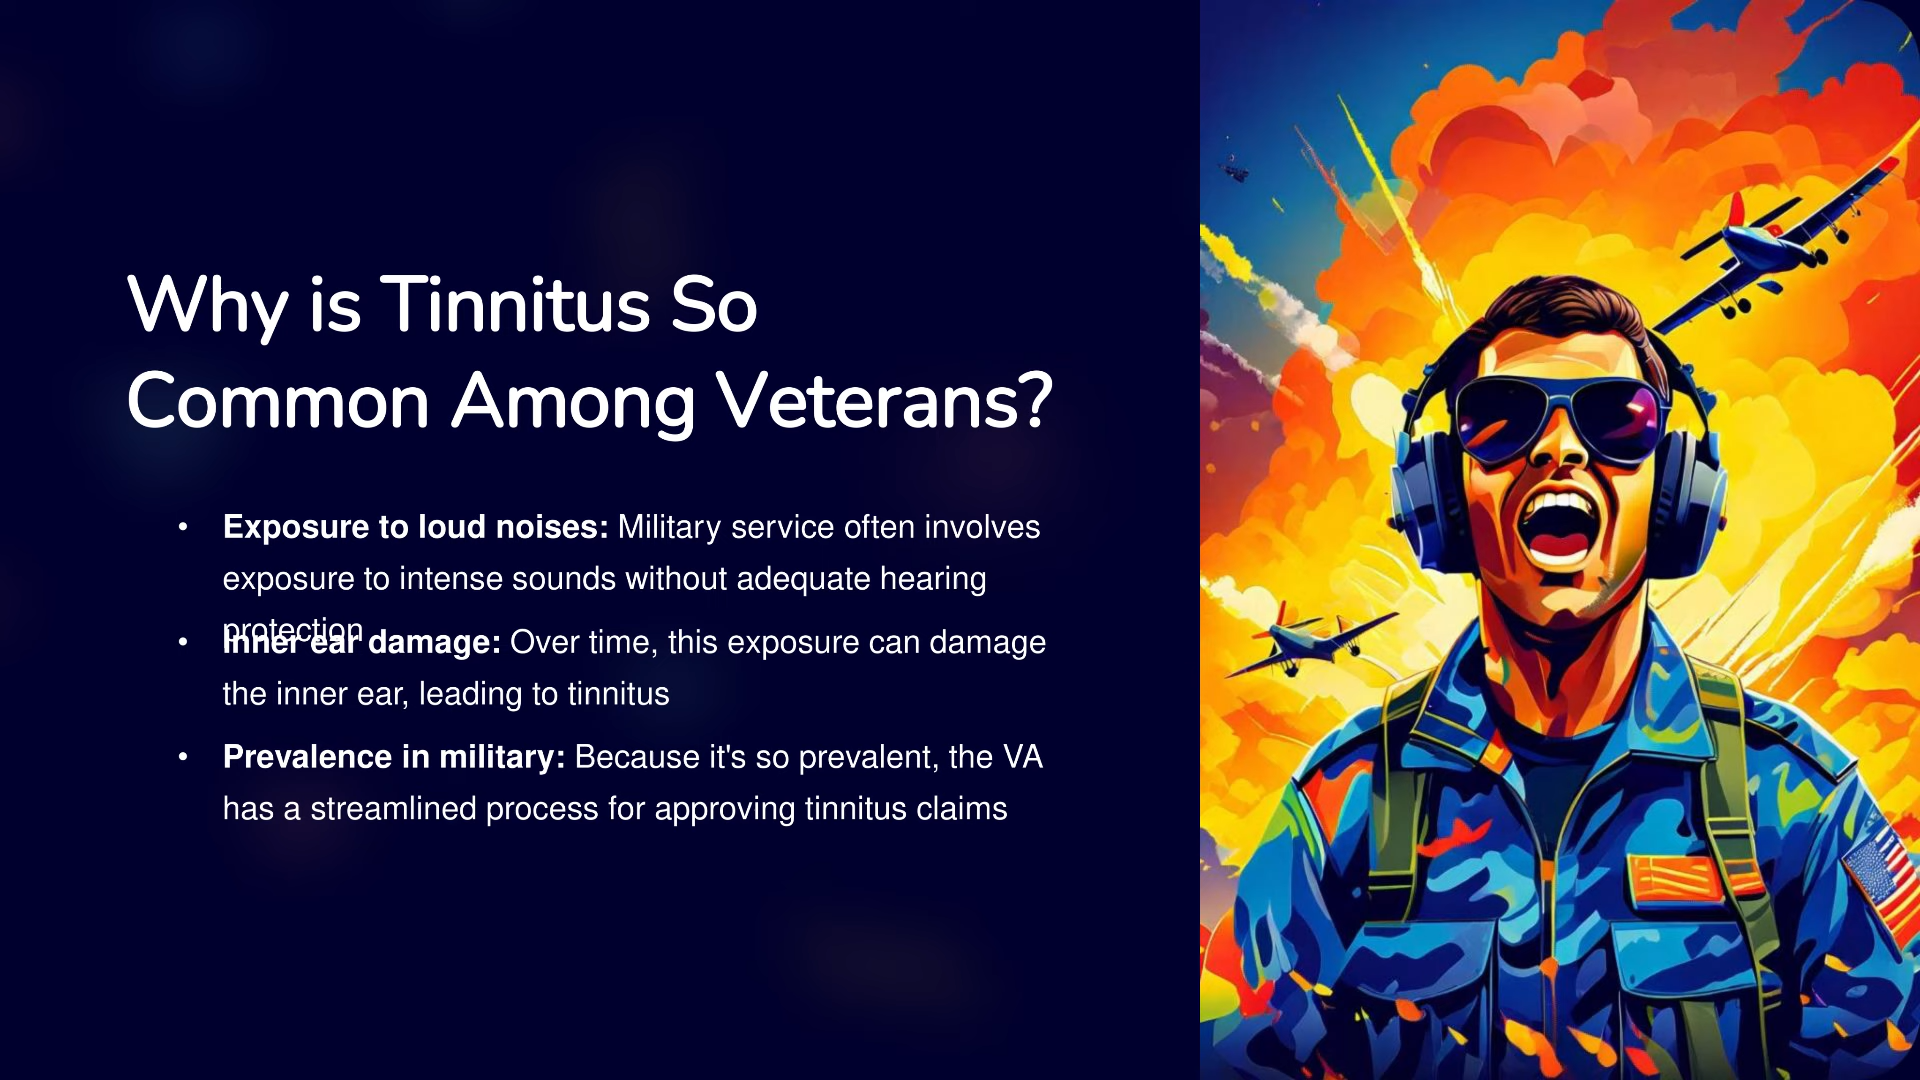 Why is Tinnitus So
Common Among Veterans?
• Exposure to loud noises: Military service often involves
exposure to intense sounds without adequate hearing
protection
• Inner ear damage: Over time, this exposure can damage
the inner ear, leading to tinnitus
• Prevalence in military: Because it's so prevalent, the VA
has a streamlined process for approving tinnitus claims